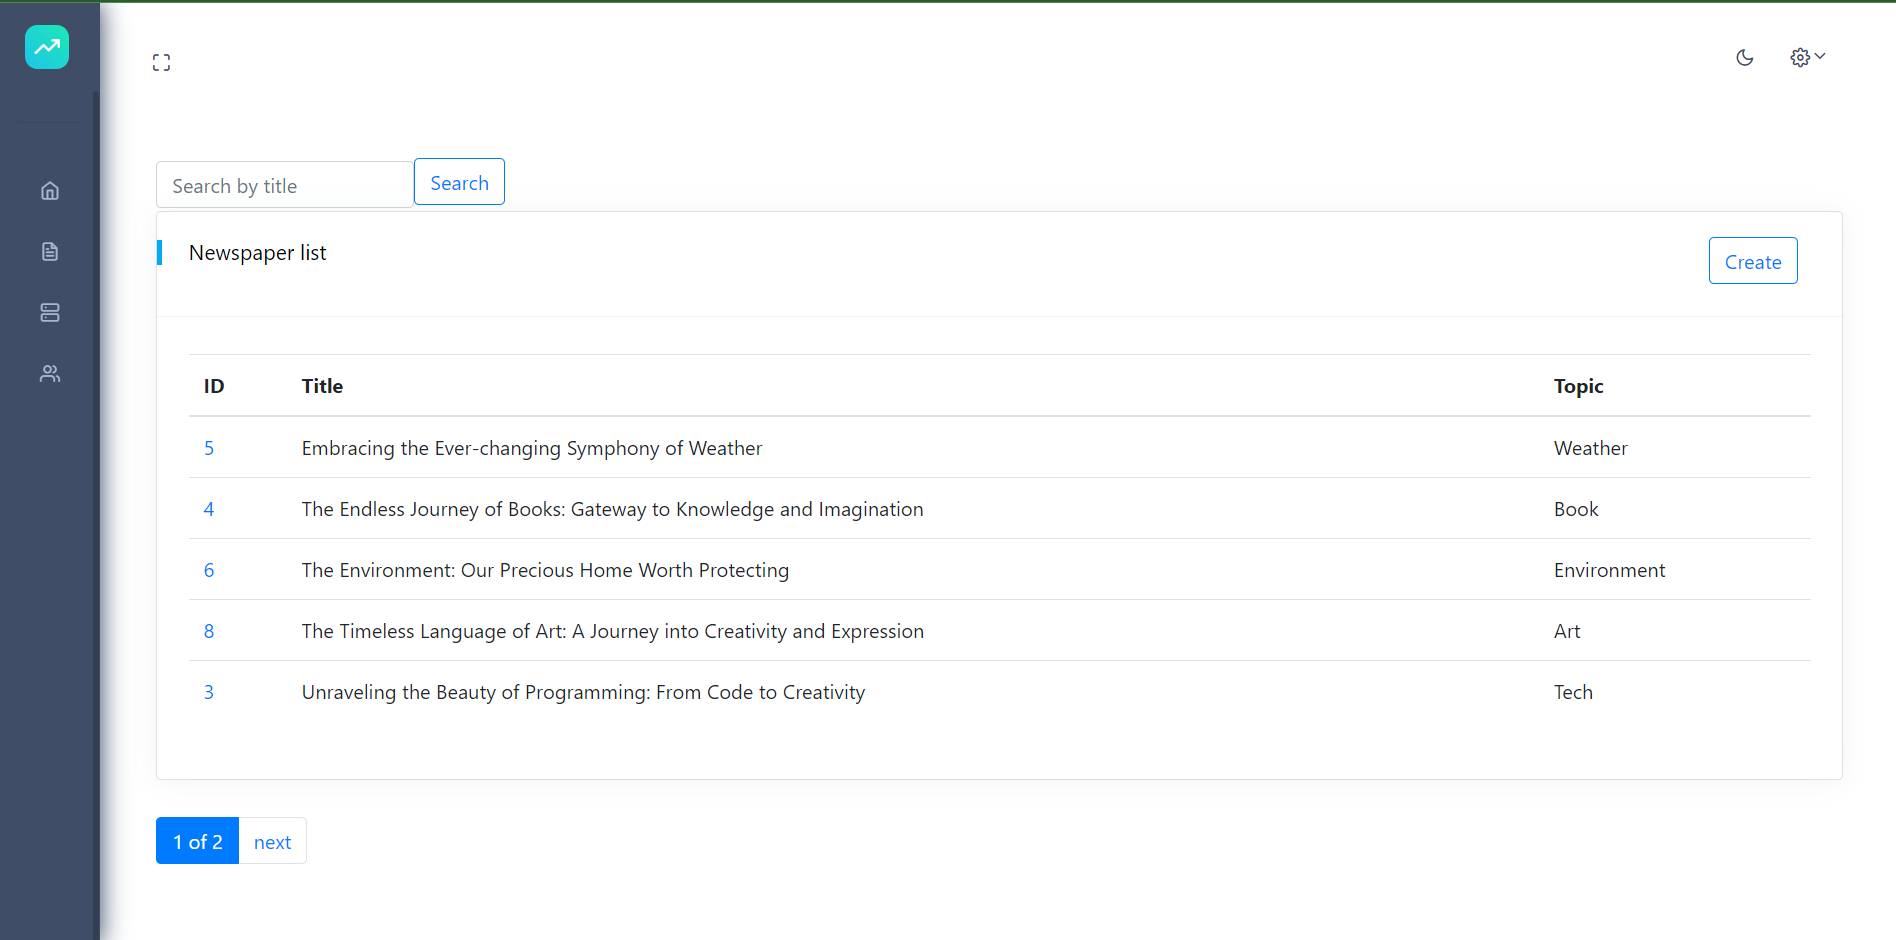 Search by title Search
Newspaper list
Create
ID Title Topic
5 Embracing the Ever-changing Symphony of Weather Weather
4 The Endless Journey of Books: Gateway to Knowledge and Imagination Book
6 The Environment: Our Precious Home Worth Protecting Environment
8 The Timeless Language of Art: A Journey into Creativity and Expression Art
3 Unraveling the Beauty of Programming: From Code to Creativity Tech
1 of 2 next